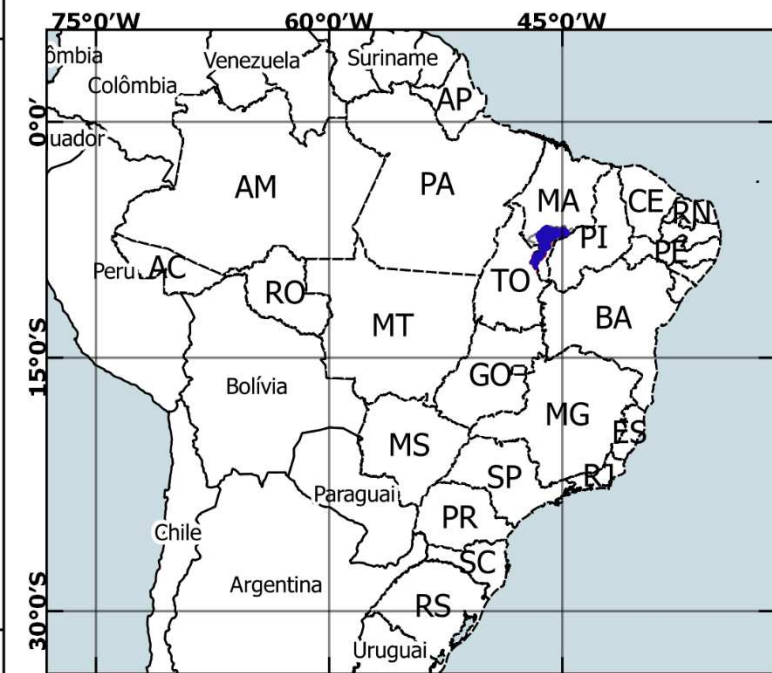 75°0'W 60°0'W 45°0'W
ômbia Venezuela Suriname
Colômbia
AP
0°0'
uador
AM PA MA CE RN
PI
PE
Peru AC
TO
RO
MT BA
15°0'S
GO
Bolívia
MG
ES
MS
SP RJ
Paraguai
PR
Chile
SC
Argentina
RS
30°0'S
Uruguai